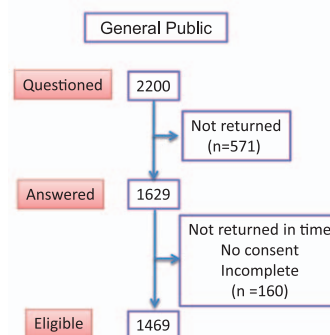 General Public
Questioned
2200
Not returned
(n=571)
Answered
1629
Not returned in time
No consent
Incomplete
(n =160)
Eligible
1469